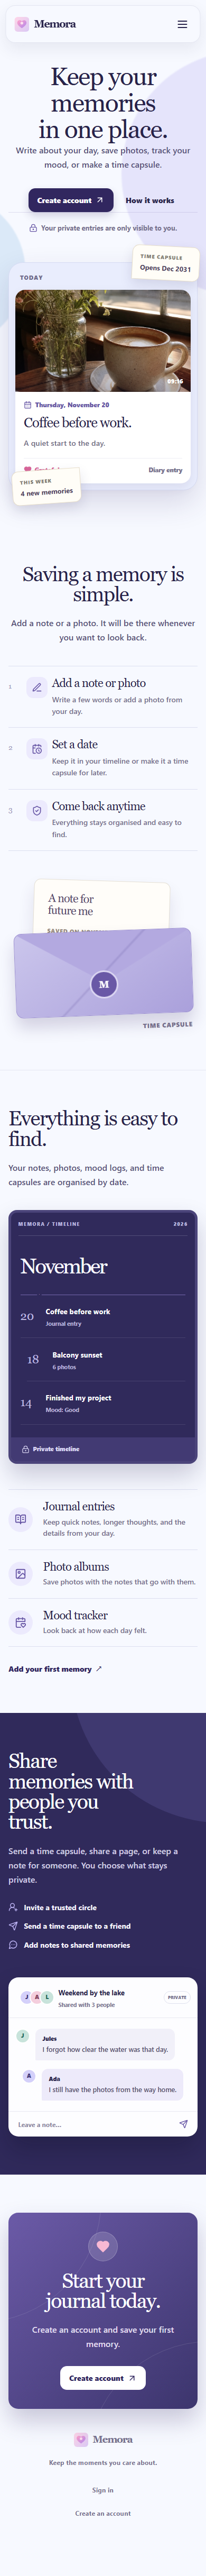 Memora
Keep your
memories
in one place.
Write about your day, save photos, track your
mood, or make a time capsule.
Create account
How it works
Your private entries are only visible to you.
TIME CAPSULE
Opens Dec 2031
TODAY
09:16
Thursday, November 20
Coffee before work.
A quiet start to the day.
Diary entry
THIS WEEK
4 new memories
Saving a memory is
simple.
Add a note or a photo. It will be there whenever
you want to look back.
1
Add a note or photo
Write a few words or add a photo from
your day.
2
Set a date
Keep it in your timeline or make it a time
capsule for later.
3
Come back anytime
Everything stays organised and easy to
find.
A note for
future me
M
TIME CAPSULE
Everything is easy to
find.
Your notes, photos, mood logs, and time
capsules are organised by date.
MEMORA / TIMELINE
2026
November
20
Coffee before work
Journal entry
18
Balcony sunset
6 photos
14
Finished my project
Mood: Good
Private timeline
Journal entries
Keep quick notes, longer thoughts, and the
details from your day.
Photo albums
Save photos with the notes that go with them.
Mood tracker
Look back at how each day felt.
Add your first memory
Share
memories with
people you
trust.
Send a time capsule, share a page, or keep a
note for someone. You choose what stays
private.
Invite a trusted circle
Send a time capsule to a friend
Add notes to shared memories
J A L
Weekend by the lake
Shared with 3 people
PRIVATE
J
Jules
I forgot how clear the water was that day.
A
Ada
I still have the photos from the way home.
Leave a note...
Start your
journal today.
Create an account and save your first
memory.
Create account
Memora
Keep the moments you care about.
Sign in
Create an account